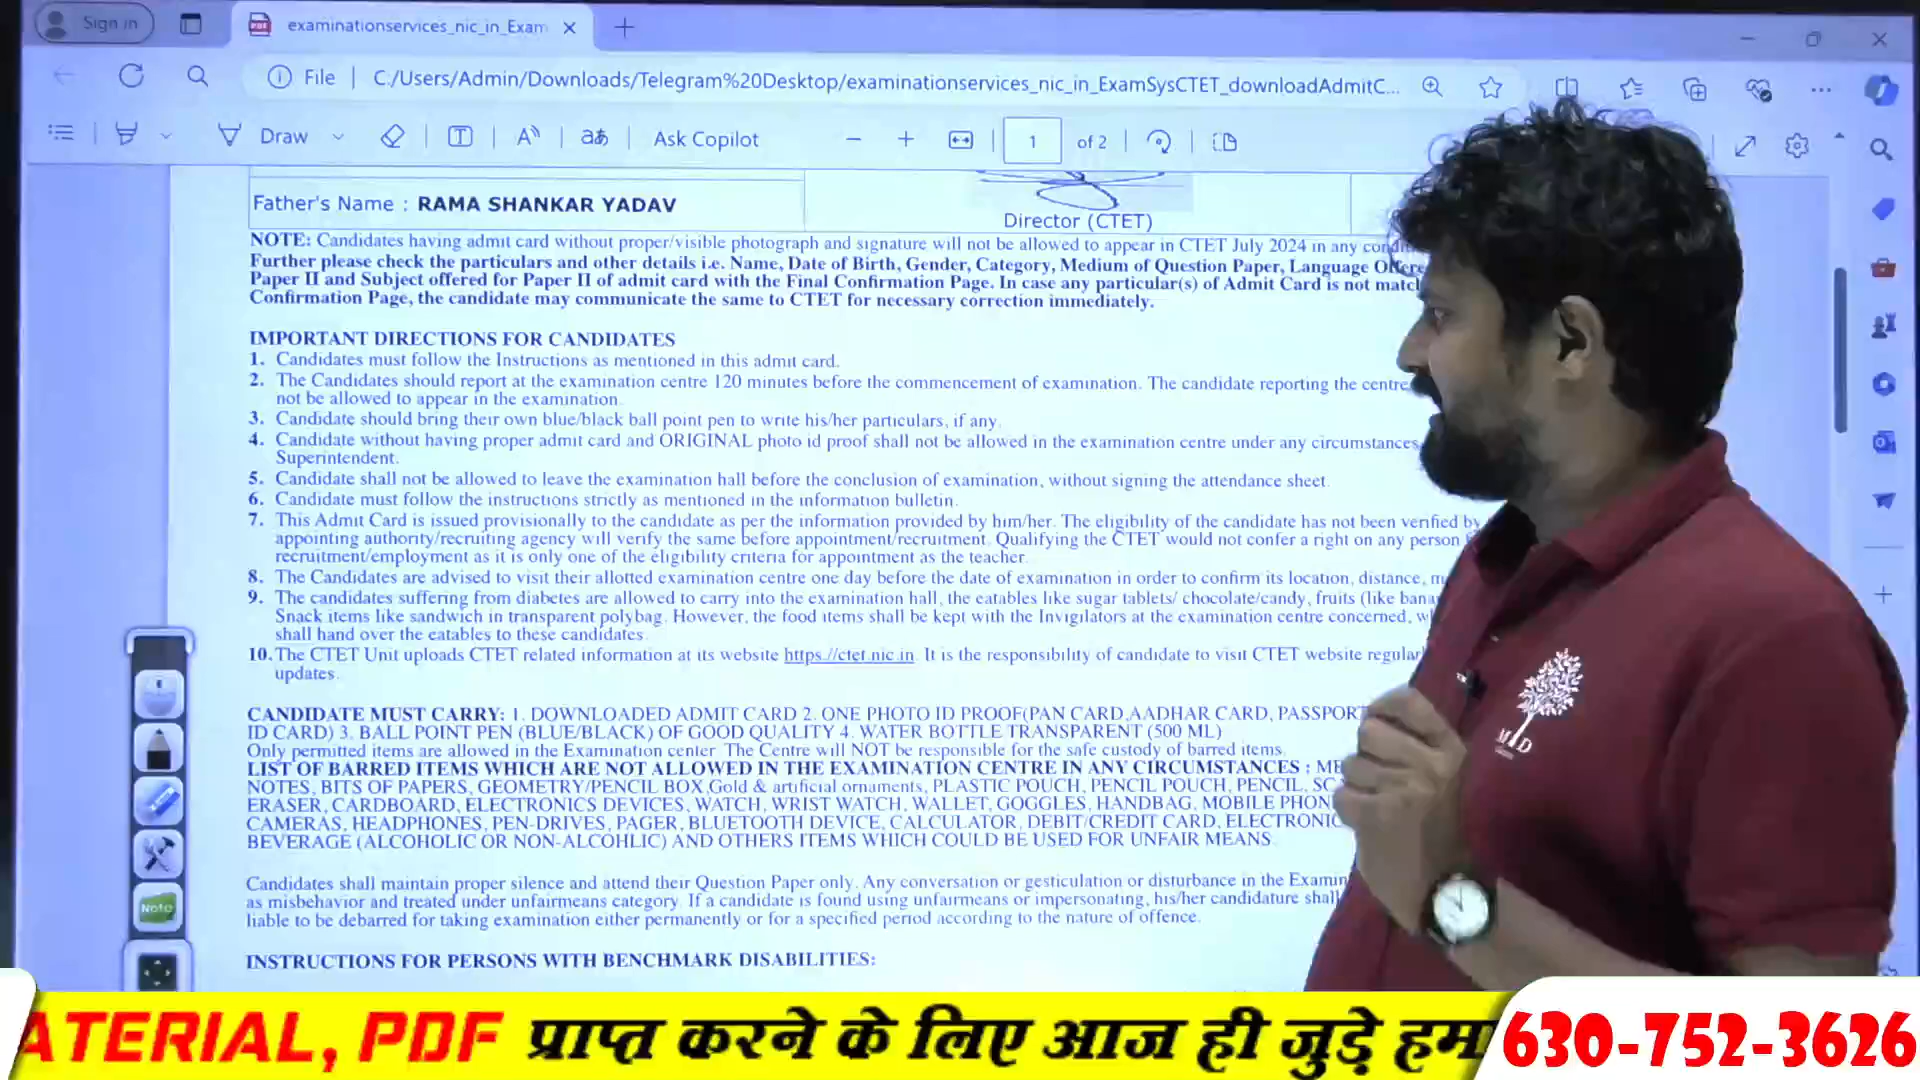 Sign in
examinationservices_nic_in_Exam
File
C:/Users/Admin/Downloads/Telegram%20Desktop/examinationservices_nic_in_ExamSysCTET_downloadAdmitC...
Draw
Ask Copilot
1 of 2
Father's Name : RAMA SHANKAR YADAV
Director (CTET)
NOTE: Candidates having admit card without proper/visible photograph and signature will not be allowed to appear in CTET July 2024 in any
Further please check the particulars and other details i.e. Name, Date of Birth, Gender, Category, Medium of Question Paper, Language
Paper II and Subject offered for Paper II of admit card with the Final Confirmation Page. In case any particular(s) of Admit Card is not
Confirmation Page, the candidate may communicate the same to CTET for necessary correction immediately.
IMPORTANT DIRECTIONS FOR CANDIDATES
1. Candidates must follow the Instructions as mentioned in this admit card.
2. The Candidates should report at the examination centre 120 minutes before the commencement of examination. The candidate reporting the centre
not be allowed to appear in the examination.
3. Candidate should bring their own blue/black ball point pen to write his/her particulars, if any.
4. Candidate without having proper admit card and ORIGINAL photo id proof shall not be allowed in the examination centre under any circumstances
Superintendent.
5. Candidate shall not be allowed to leave the examination hall before the conclusion of examination, without signing the attendance sheet.
6. Candidate must follow the instructions strictly as mentioned in the information bulletin.
7. This Admit Card is issued provisionally to the candidate as per the information provided by him/her. The eligibility of the candidate has not been verified by
appointing authority/recruiting agency will verify the same before appointment/recruitment. Qualifying the CTET would not confer a right on any person
recruitment/employment as it is only one of the eligibility criteria for appointment as the teacher.
8. The Candidates are advised to visit their allotted examination centre one day before the date of examination in order to confirm its location, distance,
9. The candidates suffering from diabetes are allowed to carry into the examination hall, the eatables like sugar tablets/ chocolate/candy, fruits (like
Snack items like sandwich in transparent polybag. However, the food items shall be kept with the Invigilators at the examination centre concerned,
shall hand over the eatables to these candidates.
10. The CTET Unit uploads CTET related information at its website https://ctet.nic.in. It is the responsibility of candidate to visit CTET website
updates.
CANDIDATE MUST CARRY: 1. DOWNLOADED ADMIT CARD 2. ONE PHOTO ID PROOF(PAN CARD,AADHAR CARD, PASSPORT
ID CARD) 3. BALL POINT PEN (BLUE/BLACK) OF GOOD QUALITY 4. WATER BOTTLE TRANSPARENT (500 ML)
Only permitted items are allowed in the Examination center. The Centre will NOT be responsible for the safe custody of barred items.
LIST OF BARRED ITEMS WHICH ARE NOT ALLOWED IN THE EXAMINATION CENTRE IN ANY CIRCUMSTANCES :
NOTES, BITS OF PAPERS, GEOMETRY/PENCIL BOX,Gold & artificial ornaments, PLASTIC POUCH, PENCIL POUCH, PENCIL,
ERASER, CARDBOARD, ELECTRONICS DEVICES, WATCH, WRIST WATCH, WALLET, GOGGLES, HANDBAG, MOBILE
CAMERAS, HEADPHONES, PEN-DRIVES, PAGER, BLUETOOTH DEVICE, CALCULATOR, DEBIT/CREDIT CARD,
BEVERAGE (ALCOHOLIC OR NON-ALCOHLIC) AND OTHERS ITEMS WHICH COULD BE USED FOR UNFAIR MEANS
Candidates shall maintain proper silence and attend their Question Paper only. Any conversation or gesticulation or disturbance in the
as misbehavior and treated under unfairmeans category. If a candidate is found using unfairmeans or impersonating, his/her candidature
liable to be debarred for taking examination either permanently or for a specified period according to the nature of offence.
INSTRUCTIONS FOR PERSONS WITH BENCHMARK DISABILITIES:
Note
ATERIAL, PDF प्राप्त करने के लिए आज ही जुड़े हमा
630-752-3626